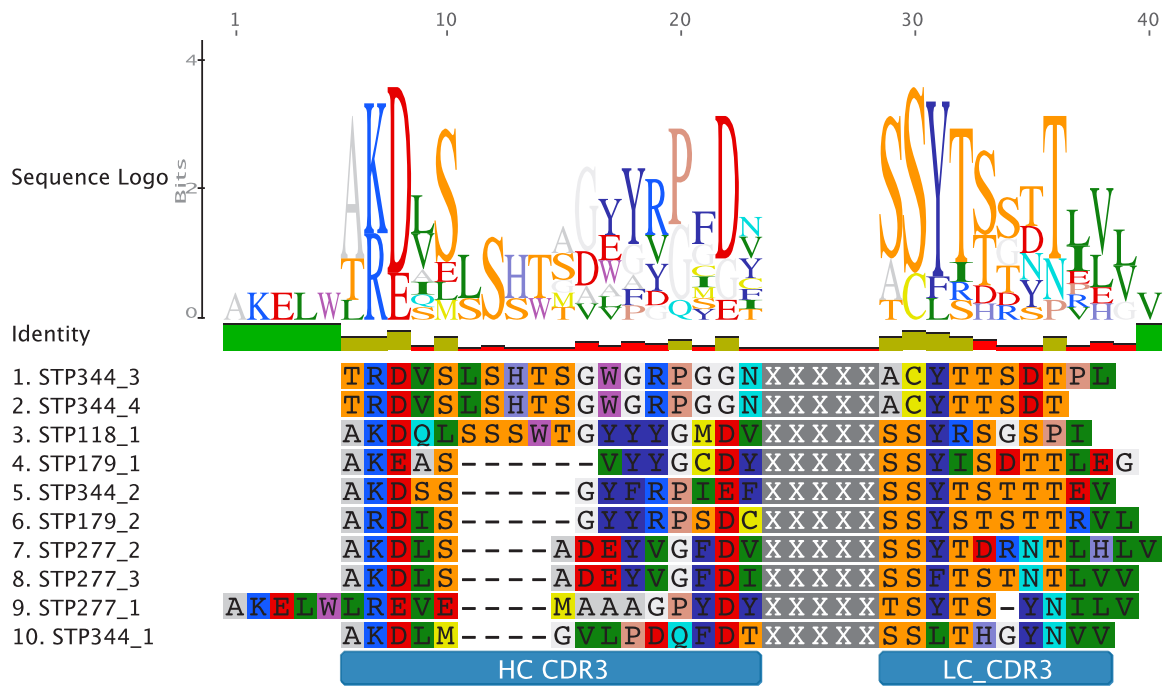 1 10 20 30 40
4
Sequence Logo
Bits
2
0
Identity
1. STP344_3 TRDVSLSHTSGWGRPGGNXXXXXACYTTSDTPL
2. STP344_4 TRDVSLSHTSGWGRPGGNXXXXXACYTTSDT
3. STP118_1 AKDQLSSSWTGYYYGMDVXXXXXSSYRSGSPI
4. STP179_1 AKEAS------VYYGCDYXXXXXSSYISDTTLEG
5. STP344_2 AKDSS-----GYFRPIEFXXXXXSSYTSTTTEV
6. STP179_2 ARDIS-----GYYRPSDCXXXXXSSYSTSTTRVL
7. STP277_2 AKDLS----ADEYVGFDVXXXXXSSYTDRNTLHLV
8. STP277_3 AKDLS----ADEYVGFDIXXXXXSSFTSTNTLVV
9. STP277_1 AKELWLREVE----MAAAGPYDYXXXXXTSYTS-YNILV
10. STP344_1 AKDLM----GVLPDQFDTXXXXXSSLTHGYNVV
HC CDR3 LC_CDR3